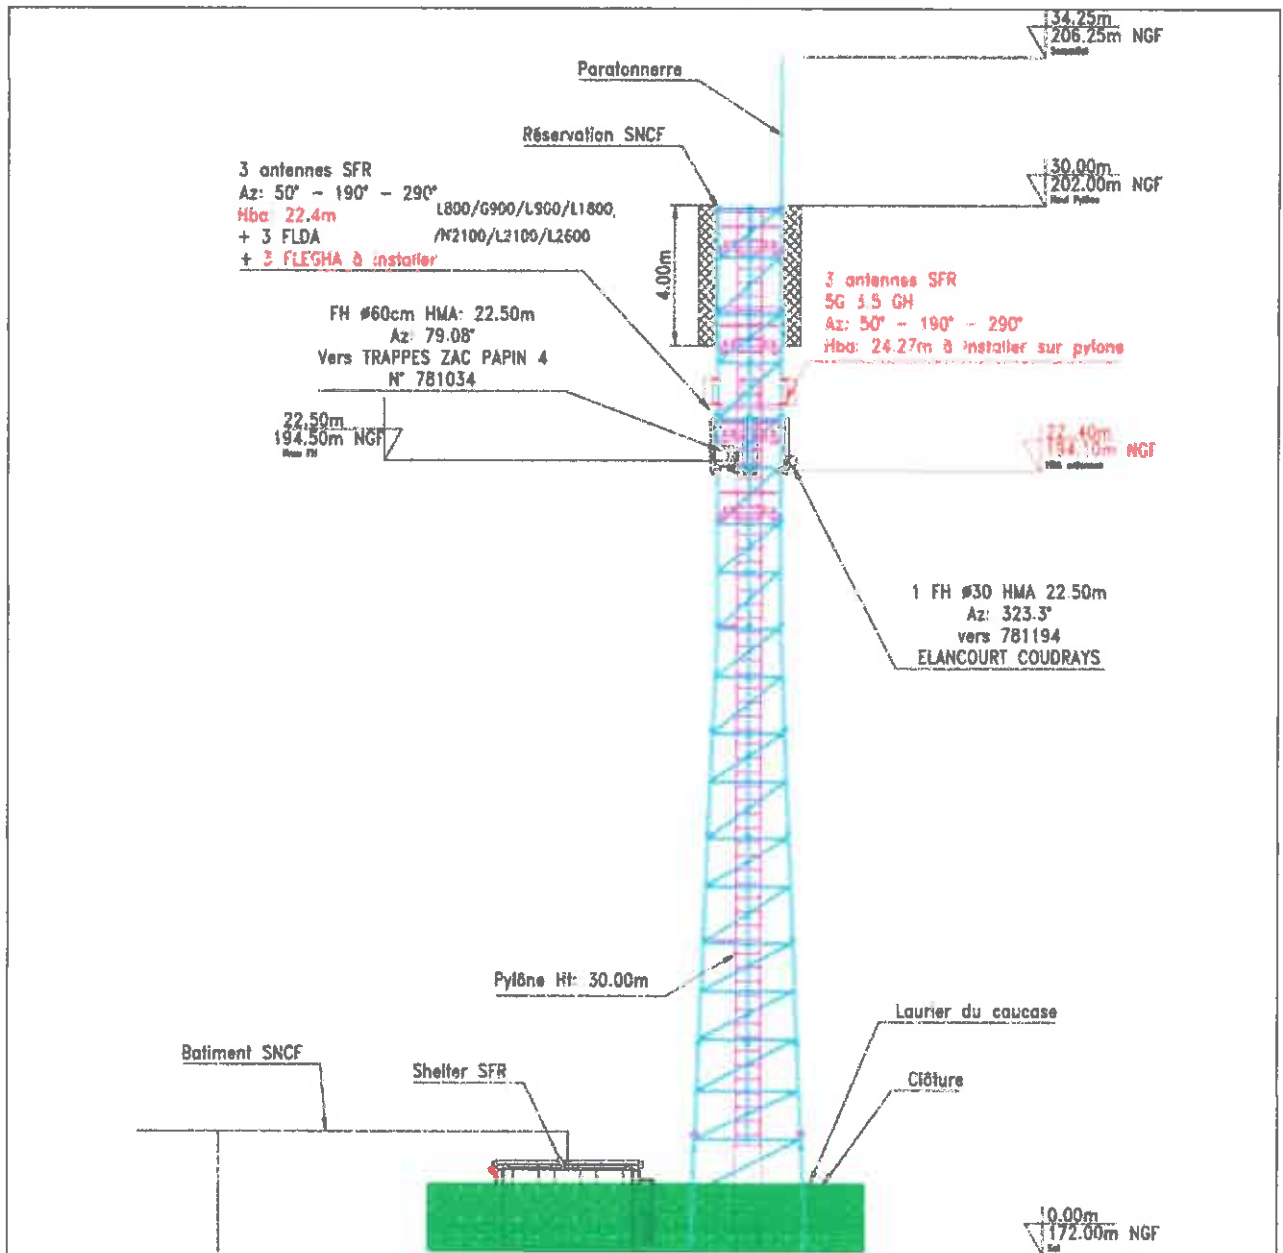 34.25m
206.25m NGF
Paratonnerre
Réservation SNCF
3 antennes SFR
Az: 50° - 190° - 290°
Hba: 22.4m
+ 3 FLDA
+ 3 FLEGHA à installer
L800/G900/L900/L1800,
/N2100/L2100/L2600
30.00m
202.00m NGF
Haut Pylône
4.00m
3 antennes SFR
5G 3.5 GH
Az: 50° - 190° - 290°
Hba: 24.27m à installer sur pylone
FH ø60cm HMA: 22.50m
Az: 79.08°
Vers TRAPPES ZAC PAPIN 4
N° 781034
22.50m
194.50m NGF
22.40m
NGF
HBA antennes
1 FH ø30 HMA 22.50m
Az: 323.3°
vers 781194
ELANCOURT COUDRAYS
Pylône Ht: 30.00m
Laurier du caucase
Clôture
Batiment SNCF
Shelter SFR
0.00m
172.00m NGF
Sol